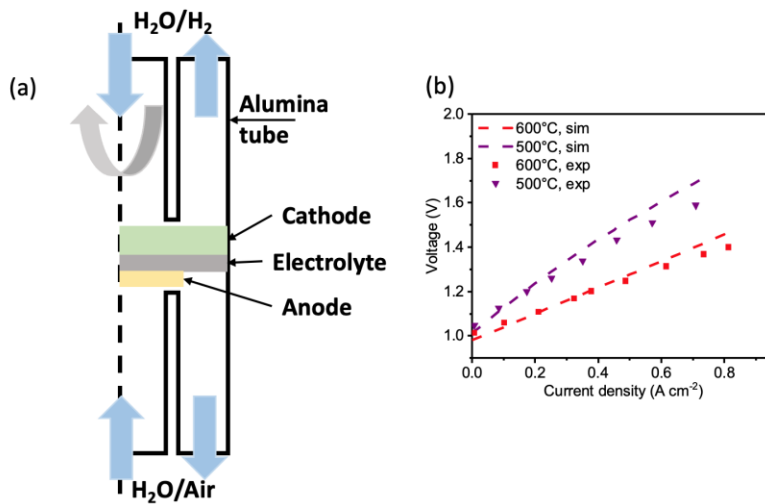 H₂O/H₂
(a)
Alumina
tube
Cathode
Electrolyte
Anode
H₂O/Air
(b)
2.0
1.8
1.6
1.4
1.2
1.0
Voltage (V)
600°C, sim
500°C, sim
600°C, exp
500°C, exp
0.0 0.2 0.4 0.6 0.8
Current density (A cm⁻²)